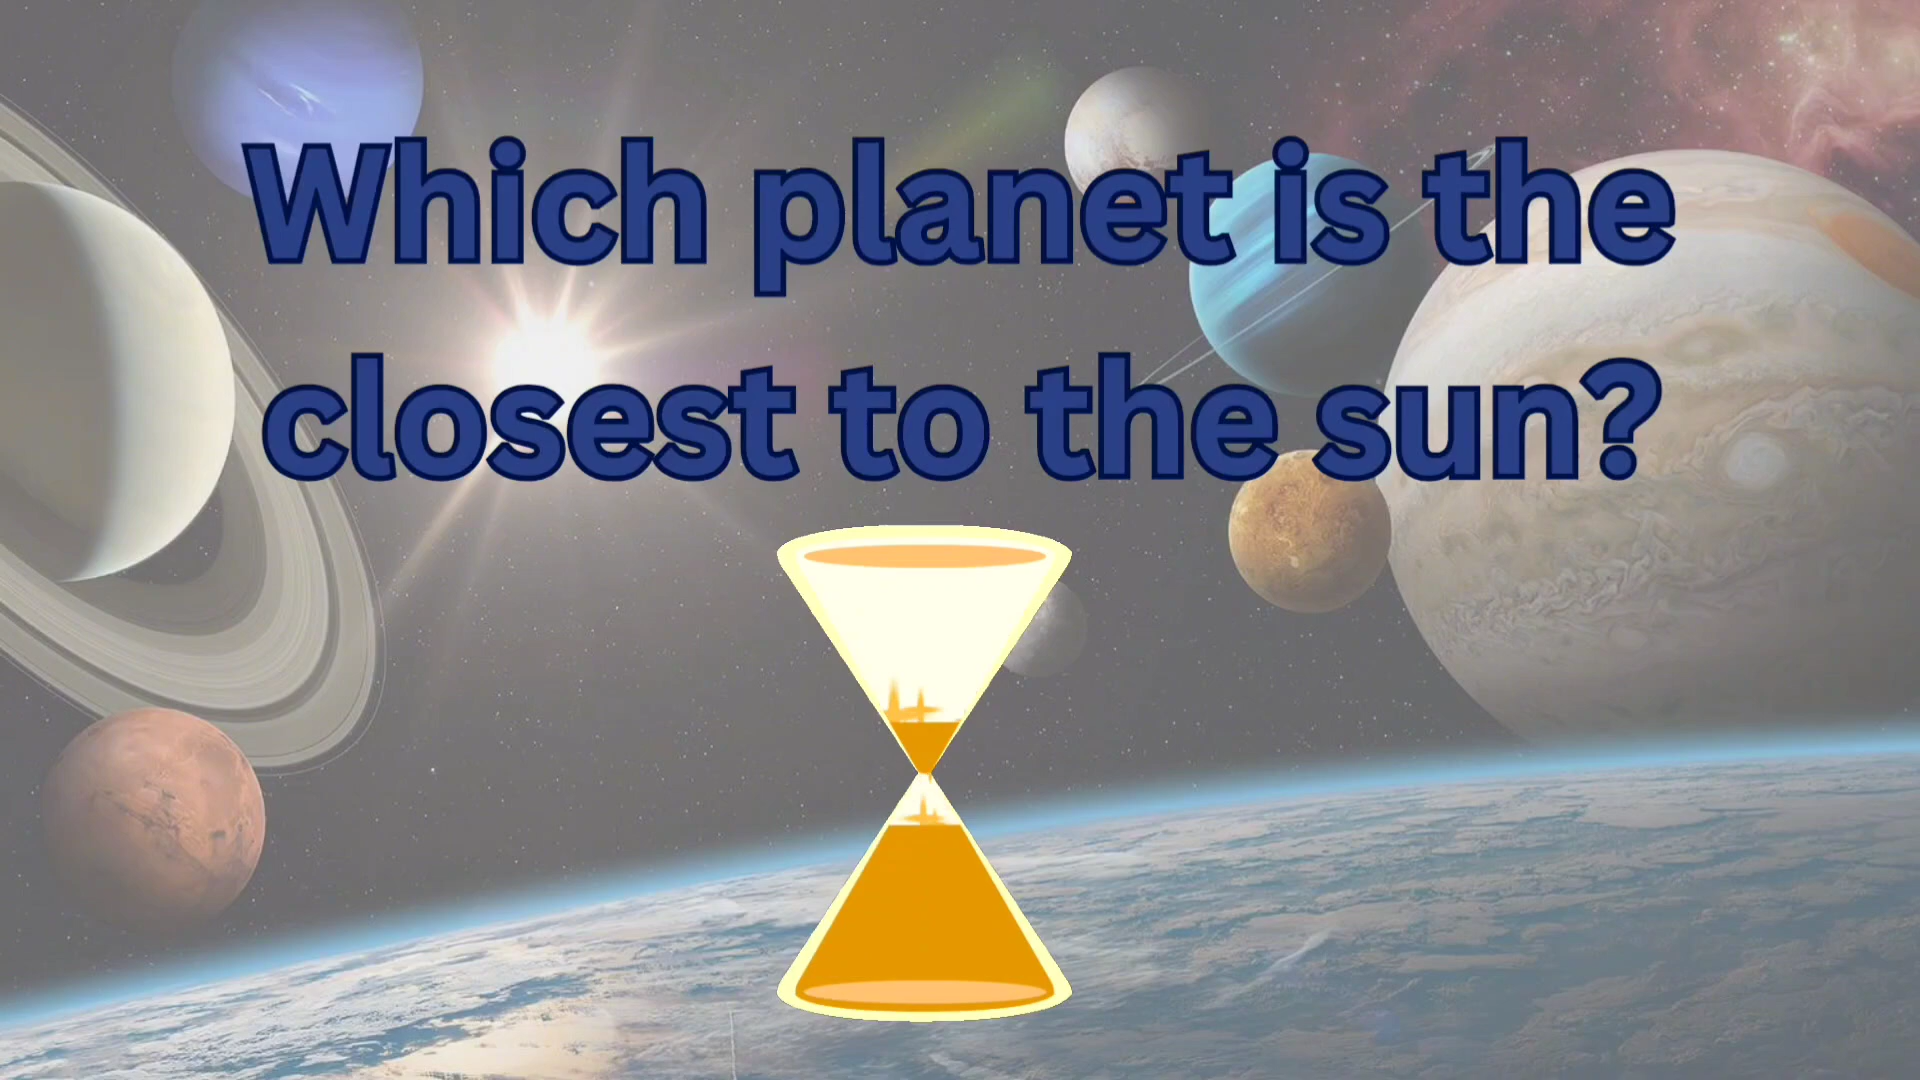 Which planet is the
closest to the sun?